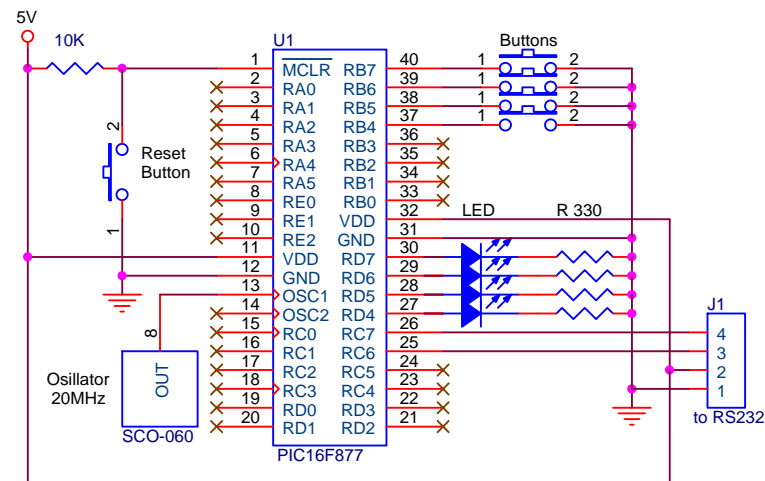 5V
10K
U1
Buttons
1 MCLR RB7 40 1 2
2 RA0 RB6 39 1 2
3 RA1 RB5 38 1 2
4 RA2 RB4 37 1 2
5 RA3 RB3 36
6 RA4 RB2 35
7 RA5 RB1 34
8 RE0 RB0 33
9 RE1 VDD 32
10 RE2 GND 31
11 VDD RD7 30
12 GND RD6 29
13 OSC1 RD5 28
14 OSC2 RD4 27
15 RC0 RC7 26
16 RC1 RC6 25
17 RC2 RC5 24
18 RC3 RC4 23
19 RD0 RD3 22
20 RD1 RD2 21
PIC16F877
2
Reset
Button
1
LED
R 330
8
OUT
Osillator
20MHz
SCO-060
J1
4
3
2
1
to RS232